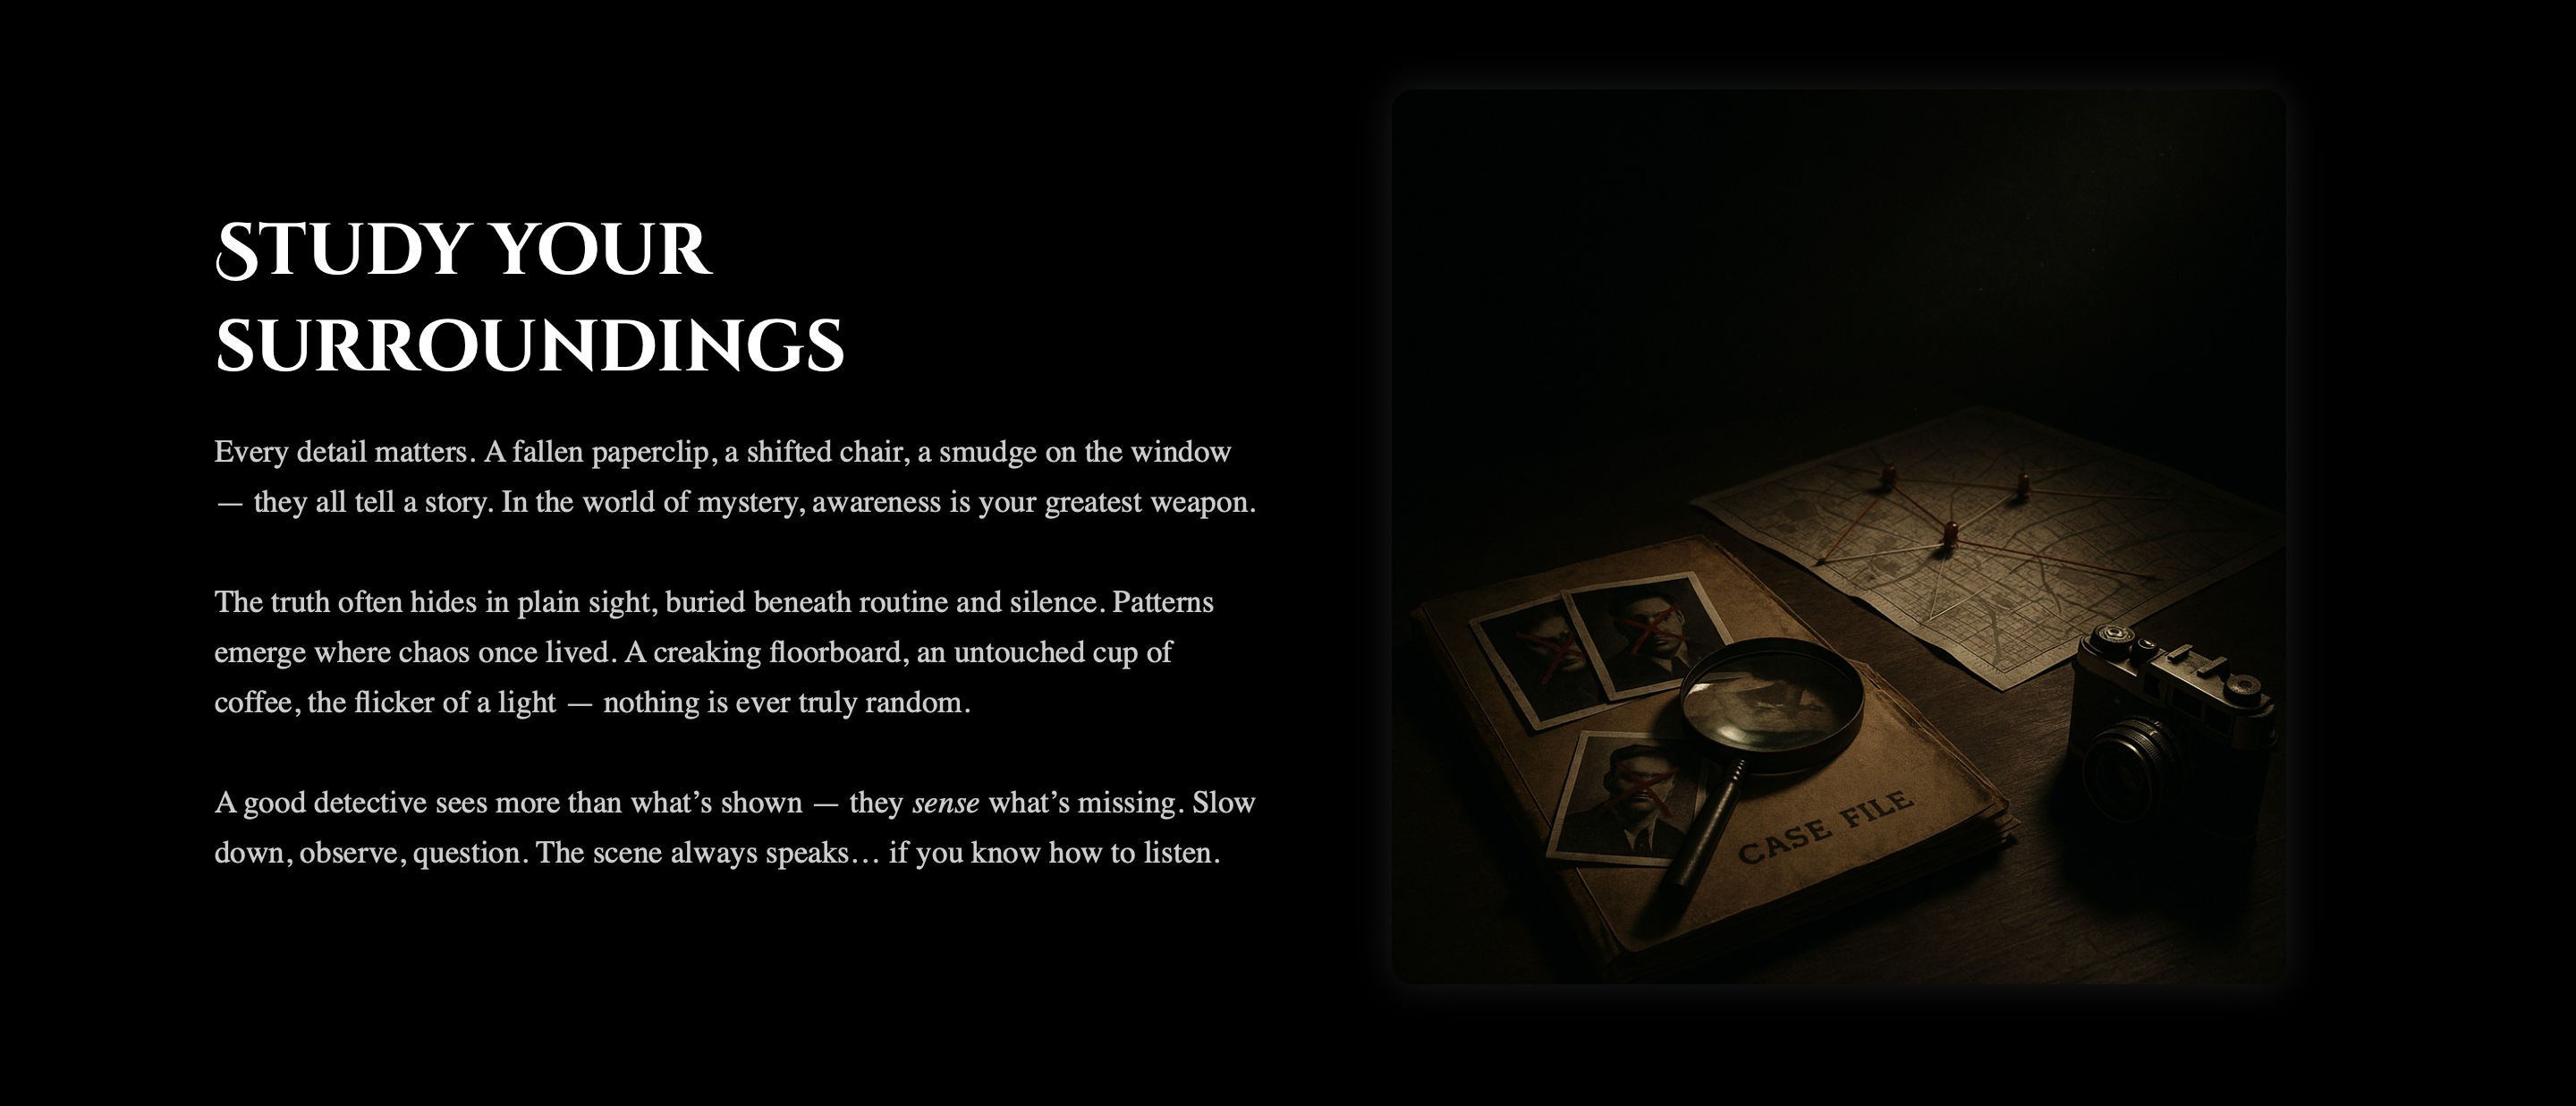 Study your
surroundings
Every detail matters. A fallen paperclip, a shifted chair, a smudge on the window
— they all tell a story. In the world of mystery, awareness is your greatest weapon.
The truth often hides in plain sight, buried beneath routine and silence. Patterns
emerge where chaos once lived. A creaking floorboard, an untouched cup of
coffee, the flicker of a light — nothing is ever truly random.
A good detective sees more than what’s shown — they sense what’s missing. Slow
down, observe, question. The scene always speaks… if you know how to listen.
CASE FILE